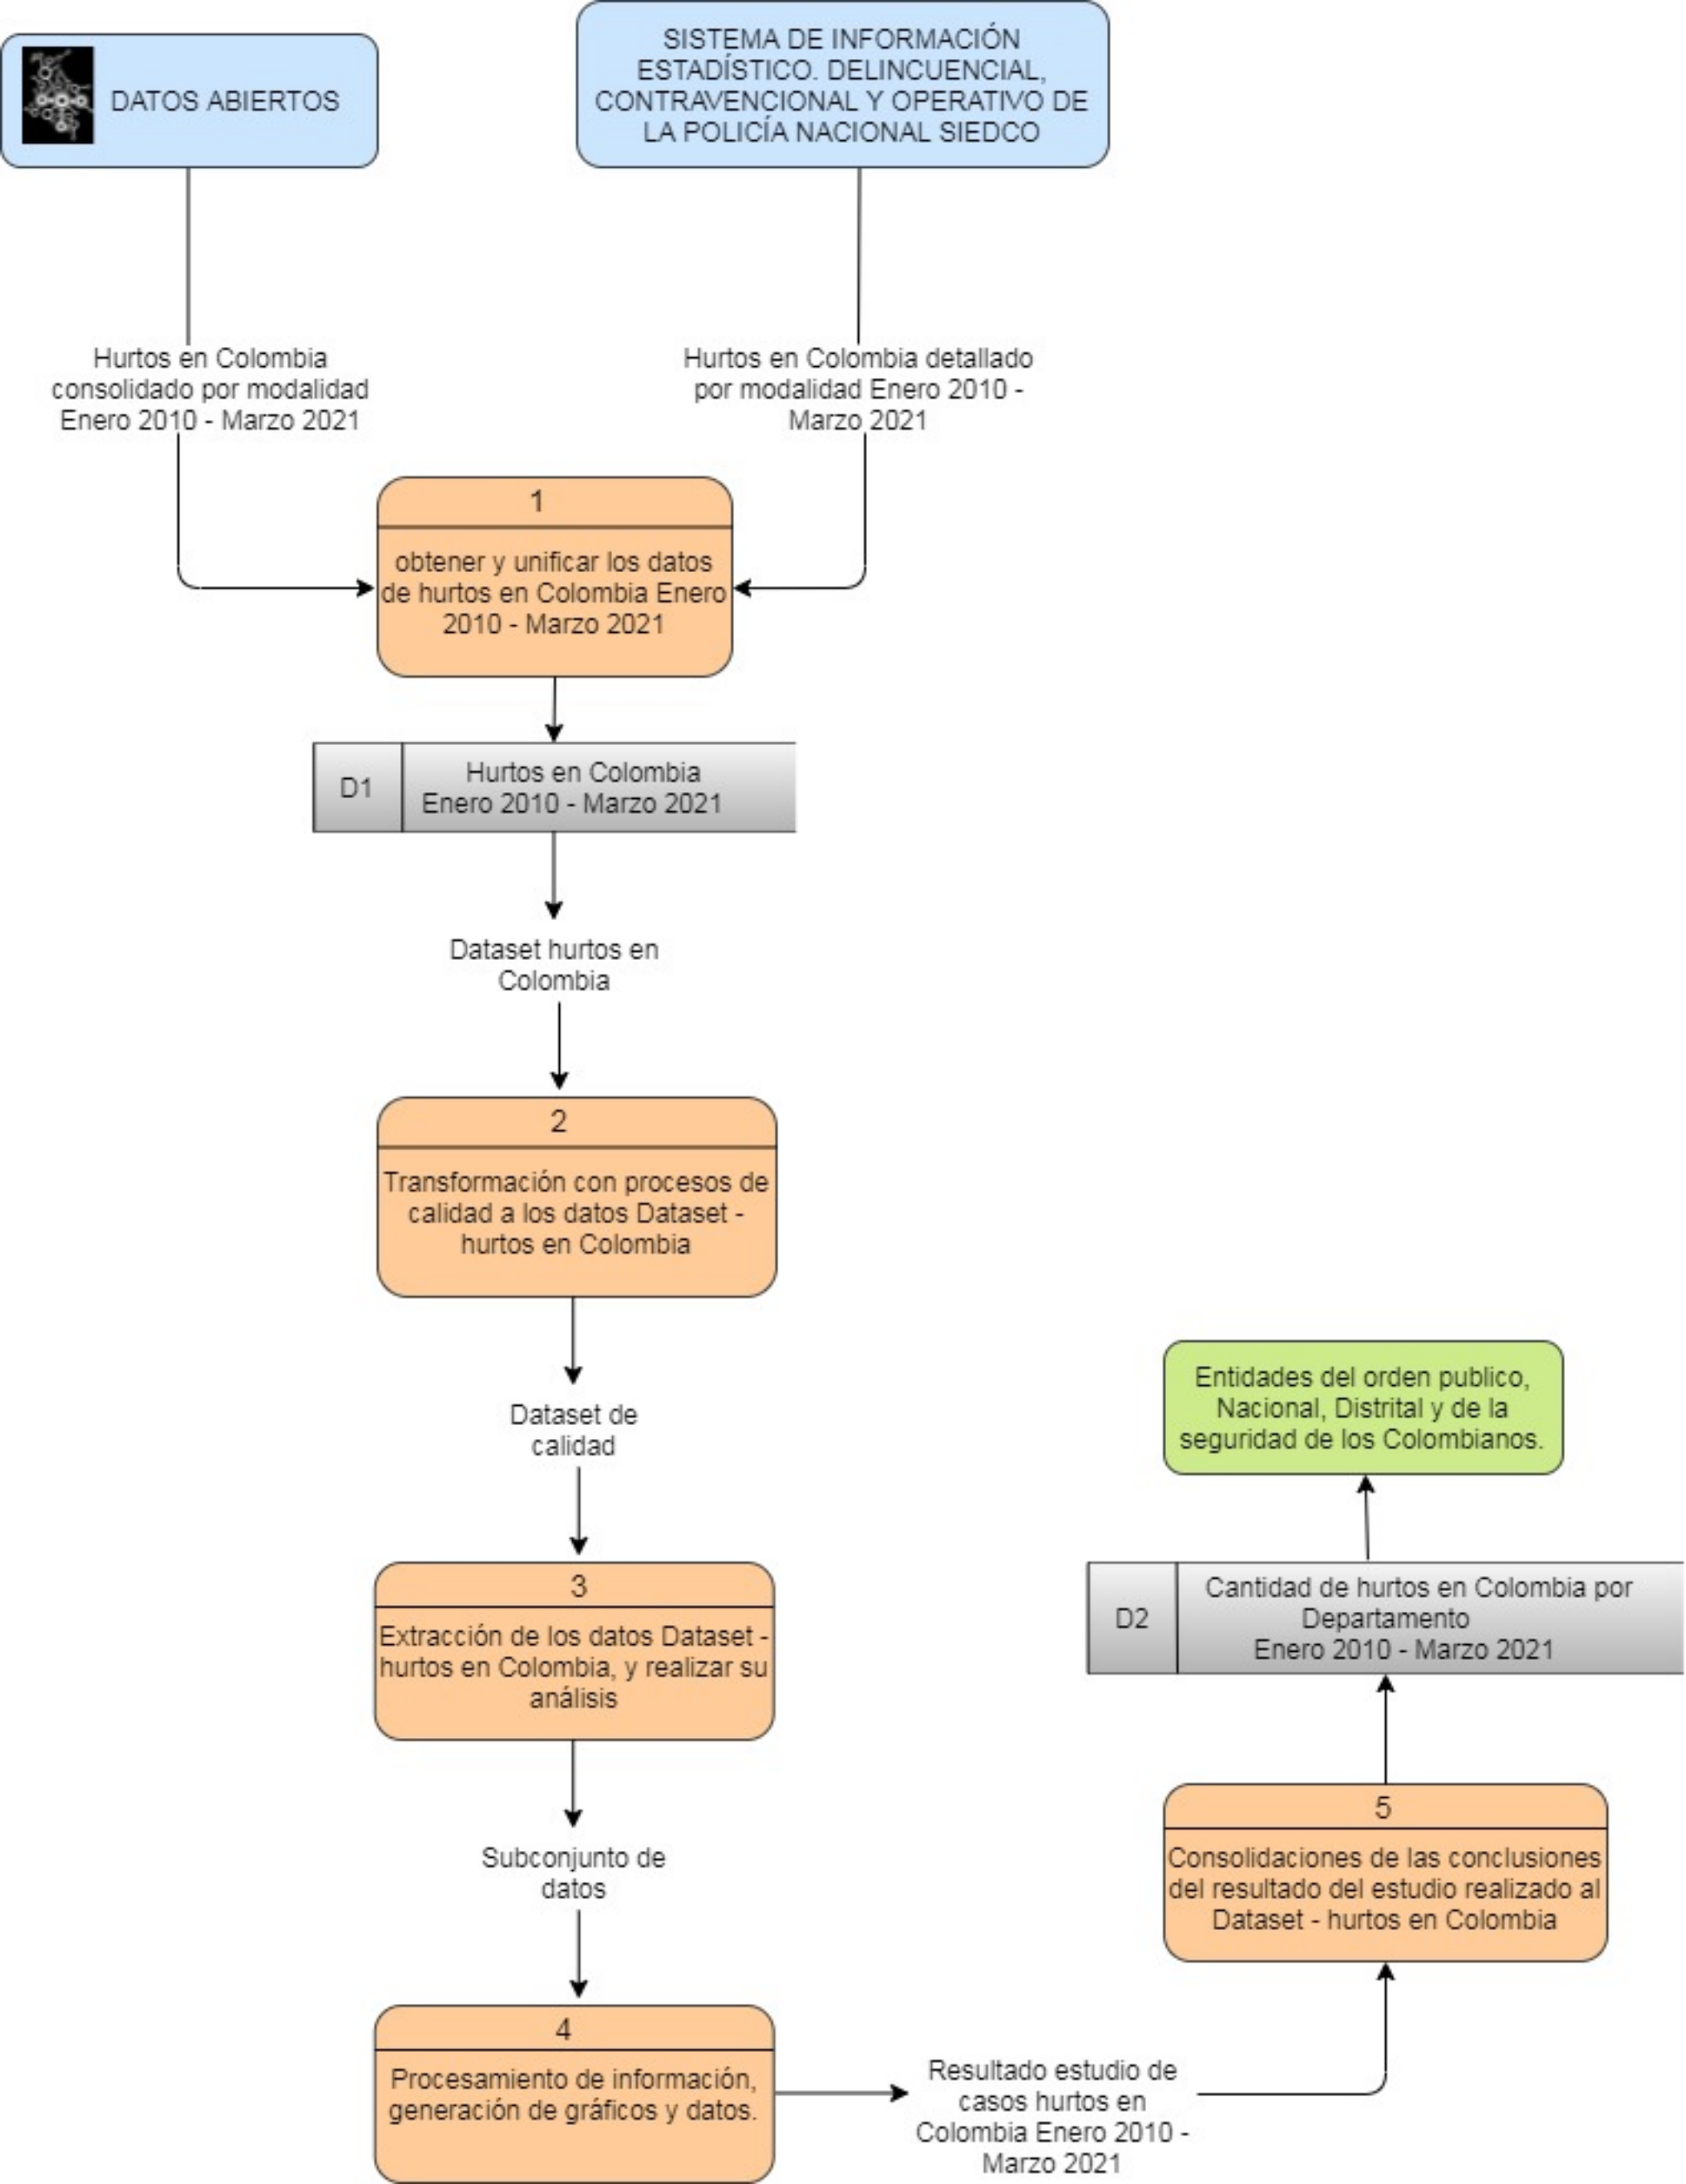 DATOS ABIERTOS
SISTEMA DE INFORMACIÓN
ESTADÍSTICO. DELINCUENCIAL,
CONTRAVENCIONAL Y OPERATIVO DE
LA POLICÍA NACIONAL SIEDCO
Hurtos en Colombia
consolidado por modalidad
Enero 2010 - Marzo 2021
Hurtos en Colombia detallado
por modalidad Enero 2010 -
Marzo 2021
1
obtener y unificar los datos
de hurtos en Colombia Enero
2010 - Marzo 2021
D1
Hurtos en Colombia
Enero 2010 - Marzo 2021
Dataset hurtos en
Colombia
2
Transformación con procesos de
calidad a los datos Dataset -
hurtos en Colombia
Dataset de
calidad
3
Extracción de los datos Dataset -
hurtos en Colombia, y realizar su
análisis
Subconjunto de
datos
4
Procesamiento de información,
generación de gráficos y datos.
Resultado estudio de
casos hurtos en
Colombia Enero 2010 -
Marzo 2021
5
Consolidaciones de las conclusiones
del resultado del estudio realizado al
Dataset - hurtos en Colombia
D2
Cantidad de hurtos en Colombia por
Departamento
Enero 2010 - Marzo 2021
Entidades del orden publico,
Nacional, Distrital y de la
seguridad de los Colombianos.